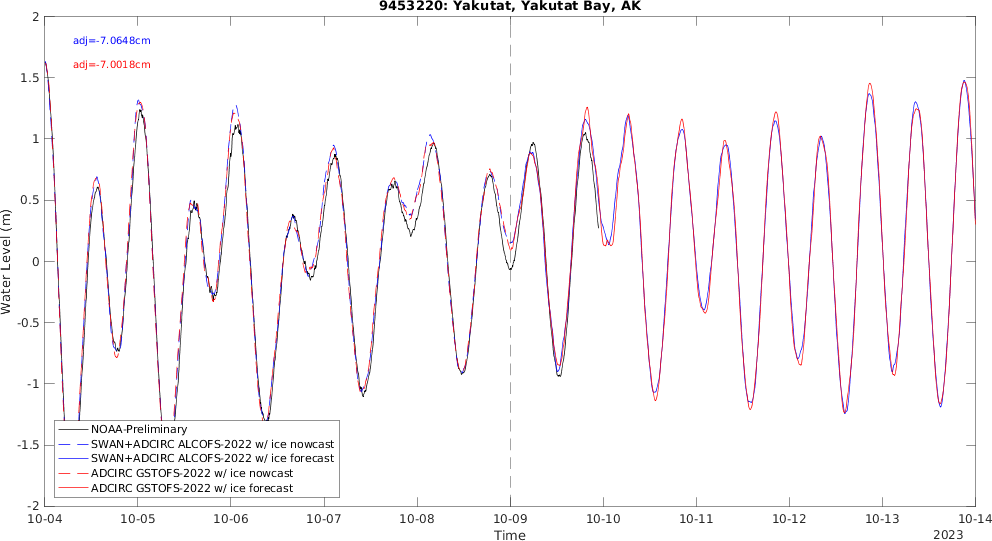 9453220: Yakutat, Yakutat Bay, AK
adj=-7.0648cm
adj=-7.0018cm
Water Level (m)
2
1.5
1
0.5
0
-0.5
-1
-1.5
-2
NOAA-Preliminary
SWAN+ADCIRC ALCOFS-2022 w/ ice nowcast
SWAN+ADCIRC ALCOFS-2022 w/ ice forecast
ADCIRC GSTOFS-2022 w/ ice nowcast
ADCIRC GSTOFS-2022 w/ ice forecast
10-04 10-05 10-06 10-07 10-08 10-09 10-10 10-11 10-12 10-13 10-14
Time
2023